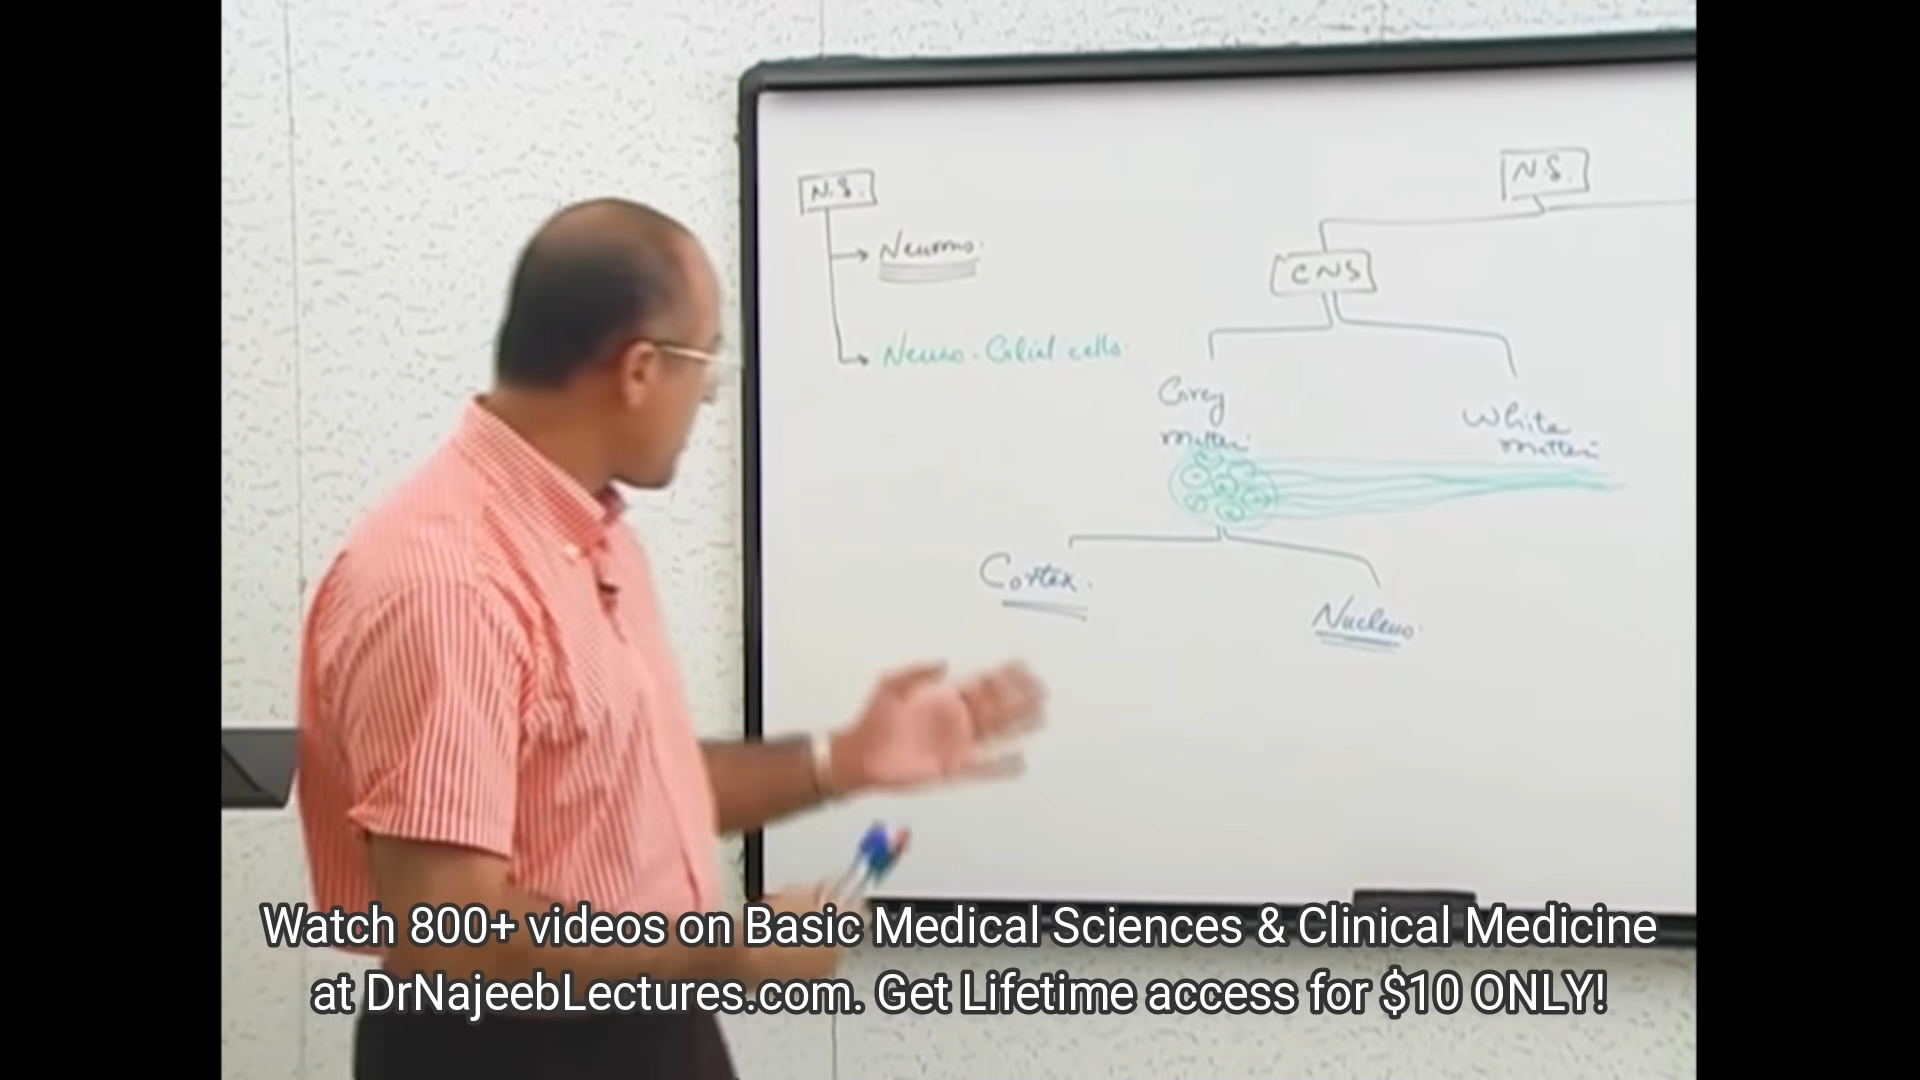 N.S.
Neurons.
Neuro-Glial cells.
N.S.
CNS
Grey
matter
White
matter
Cortex.
Nucleus.
Watch 800+ videos on Basic Medical Sciences & Clinical Medicine
at DrNajeebLectures.com. Get Lifetime access for $10 ONLY!